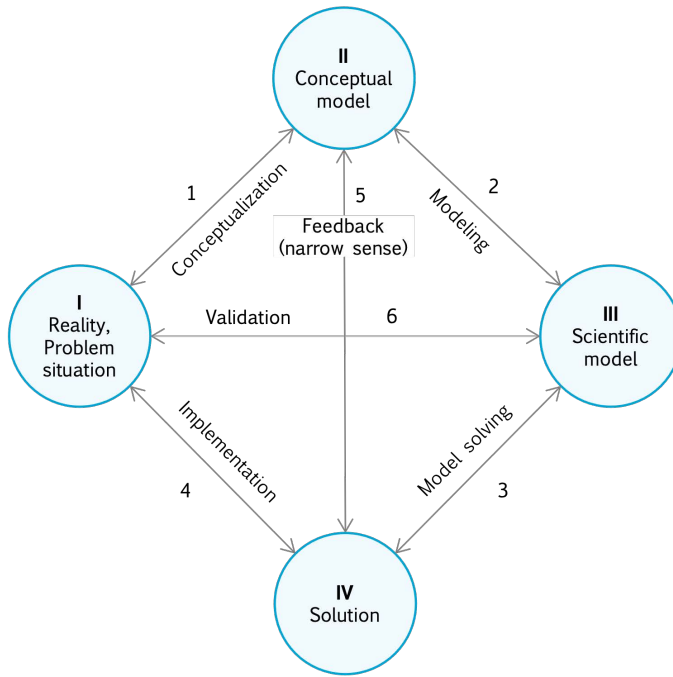 II
Conceptual
model
1
Conceptualization
5
Feedback
(narrow sense)
2
Modeling
I
Reality,
Problem
situation
Validation
6
III
Scientific
model
Implementation
4
Model solving
3
IV
Solution